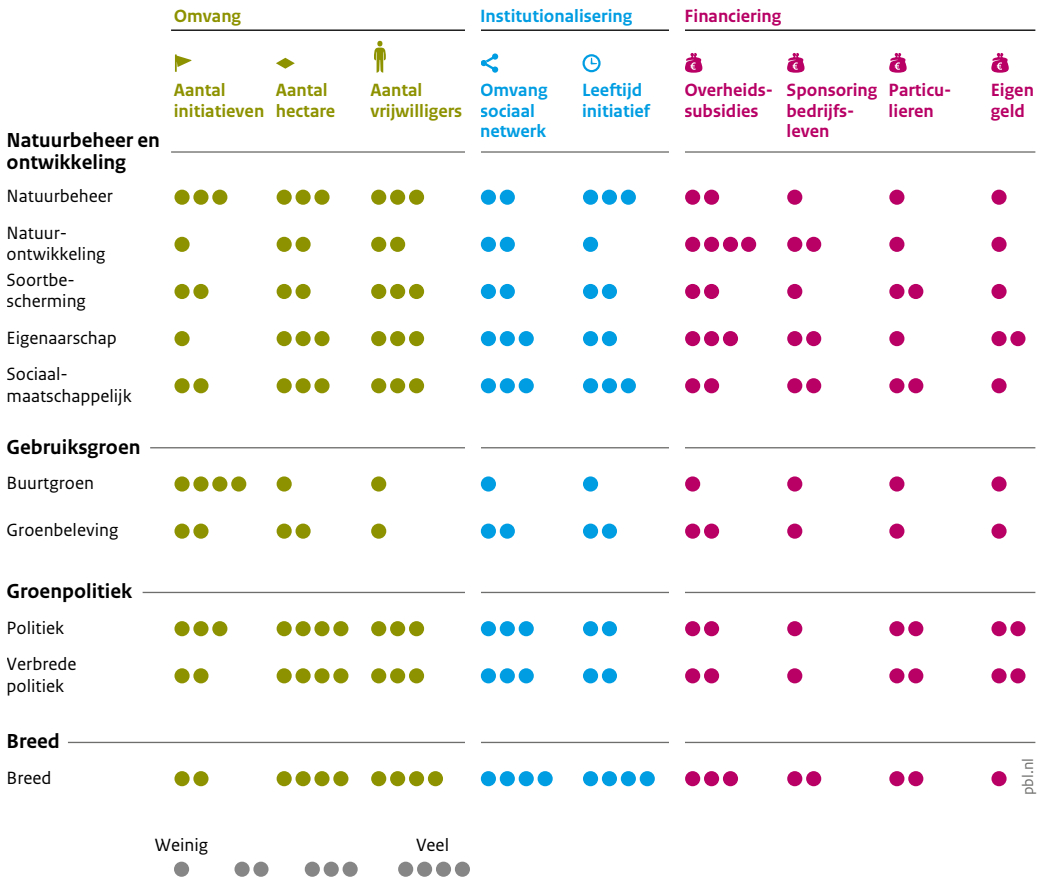 Omvang
Institutionalisering
Financiering
Aantal
initiatieven
Aantal
hectare
Aantal
vrijwilligers
Omvang
sociaal
netwerk
Leeftijd
initiatief
Overheids-
subsidies
Sponsoring
bedrijfs-
leven
Particu-
lieren
Eigen
geld
Natuurbeheer en
ontwikkeling
Natuurbeheer
Natuur-
ontwikkeling
Soortbe-
scherming
Eigenaarschap
Sociaal-
maatschappelijk
Gebruiksgroen
Buurtgroen
Groenbeleving
Groenpolitiek
Politiek
Verbrede
politiek
Breed
Breed
pbl.nl
Weinig
Veel